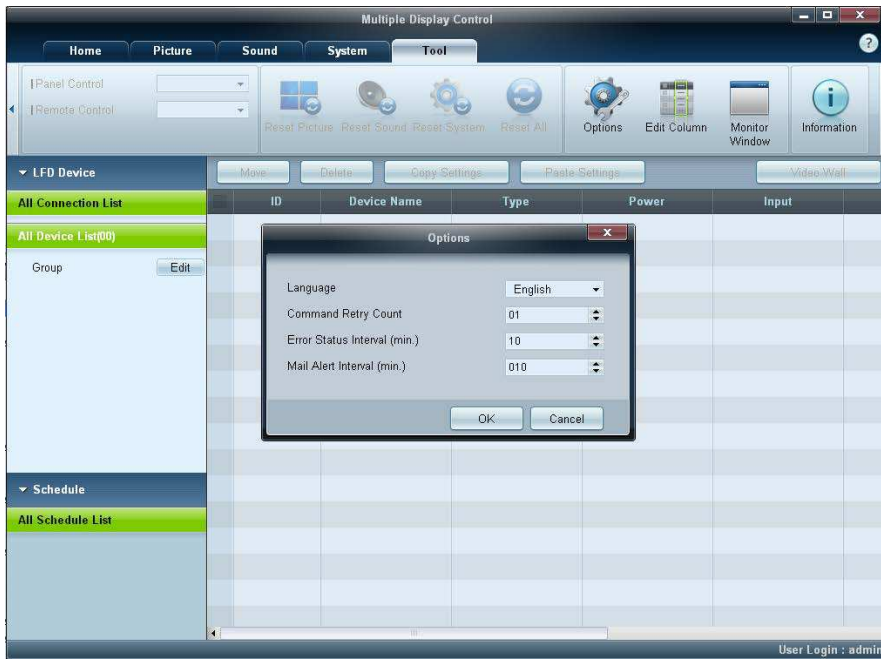 Multiple Display Control
Home Picture Sound System Tool
?
Panel Control
Remote Control
Reset Picture Reset Sound Reset System Reset All Options Edit Column Monitor Window Information
LFD Device
Move Delete Copy Settings Paste Settings Video Wall
All Connection List
ID Device Name Type Power Input
All Device List(00)
Group Edit
Options
Language English
Command Retry Count 01
Error Status Interval (min.) 10
Mail Alert Interval (min.) 010
OK Cancel
Schedule
All Schedule List
User Login : admin